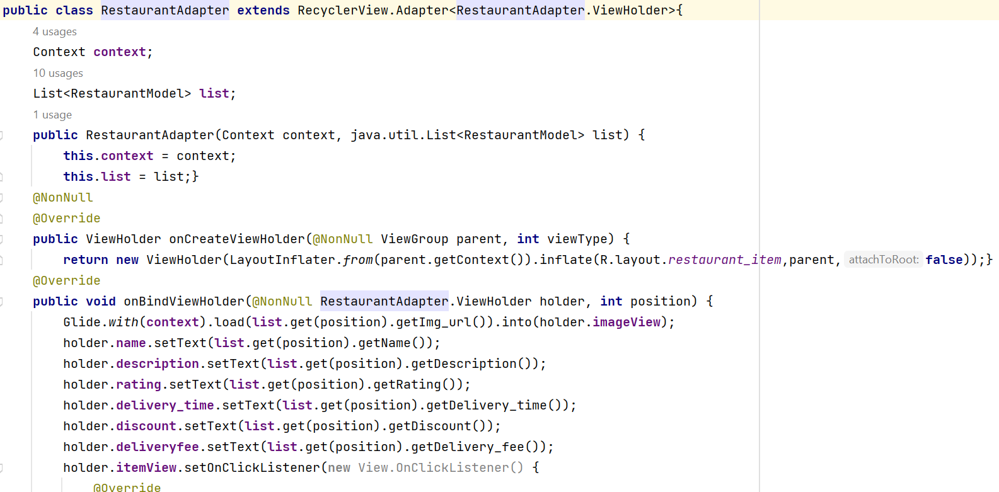 public class RestaurantAdapter extends RecyclerView.Adapter<RestaurantAdapter.ViewHolder>{
4 usages
Context context;
10 usages
List<RestaurantModel> list;
1 usage
public RestaurantAdapter(Context context, java.util.List<RestaurantModel> list) {
this.context = context;
this.list = list;}
@NonNull
@Override
public ViewHolder onCreateViewHolder(@NonNull ViewGroup parent, int viewType) {
return new ViewHolder(LayoutInflater.from(parent.getContext()).inflate(R.layout.restaurant_item,parent, attachToRoot: false));}
@Override
public void onBindViewHolder(@NonNull RestaurantAdapter.ViewHolder holder, int position) {
Glide.with(context).load(list.get(position).getImg_url()).into(holder.imageView);
holder.name.setText(list.get(position).getName());
holder.description.setText(list.get(position).getDescription());
holder.rating.setText(list.get(position).getRating());
holder.delivery_time.setText(list.get(position).getDelivery_time());
holder.discount.setText(list.get(position).getDiscount());
holder.deliveryfee.setText(list.get(position).getDelivery_fee());
holder.itemView.setOnClickListener(new View.OnClickListener() {
@Override